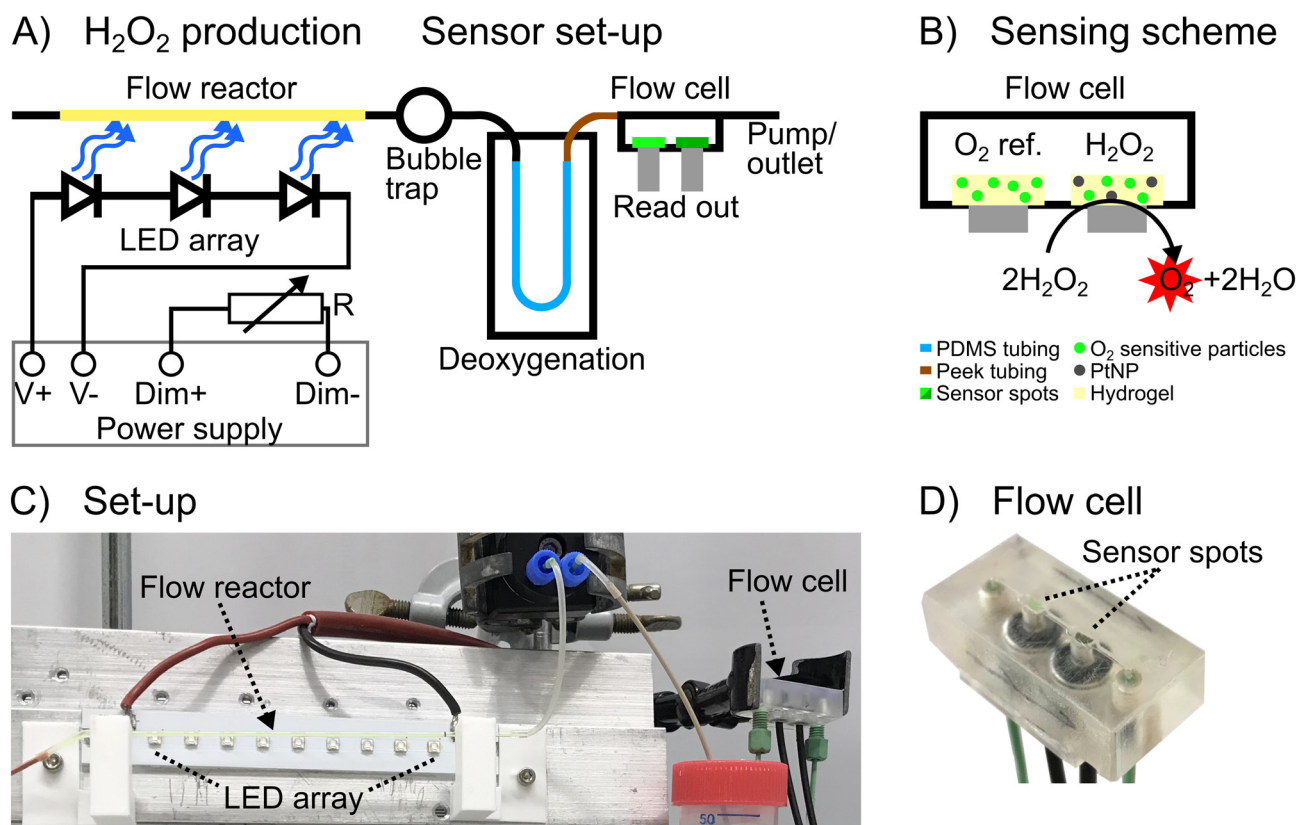 A) H₂O₂ production
Sensor set-up
Flow reactor
Bubble
trap
LED array
R
V+ V- Dim+ Dim-
Power supply
Deoxygenation
Flow cell
Pump/
outlet
Read out
B) Sensing scheme
Flow cell
O₂ ref. H₂O₂
2H₂O₂ O₂ +2H₂O
PDMS tubing
Peek tubing
Sensor spots
O₂ sensitive particles
PtNP
Hydrogel
C) Set-up
Flow reactor
Flow cell
LED array
50
D) Flow cell
Sensor spots